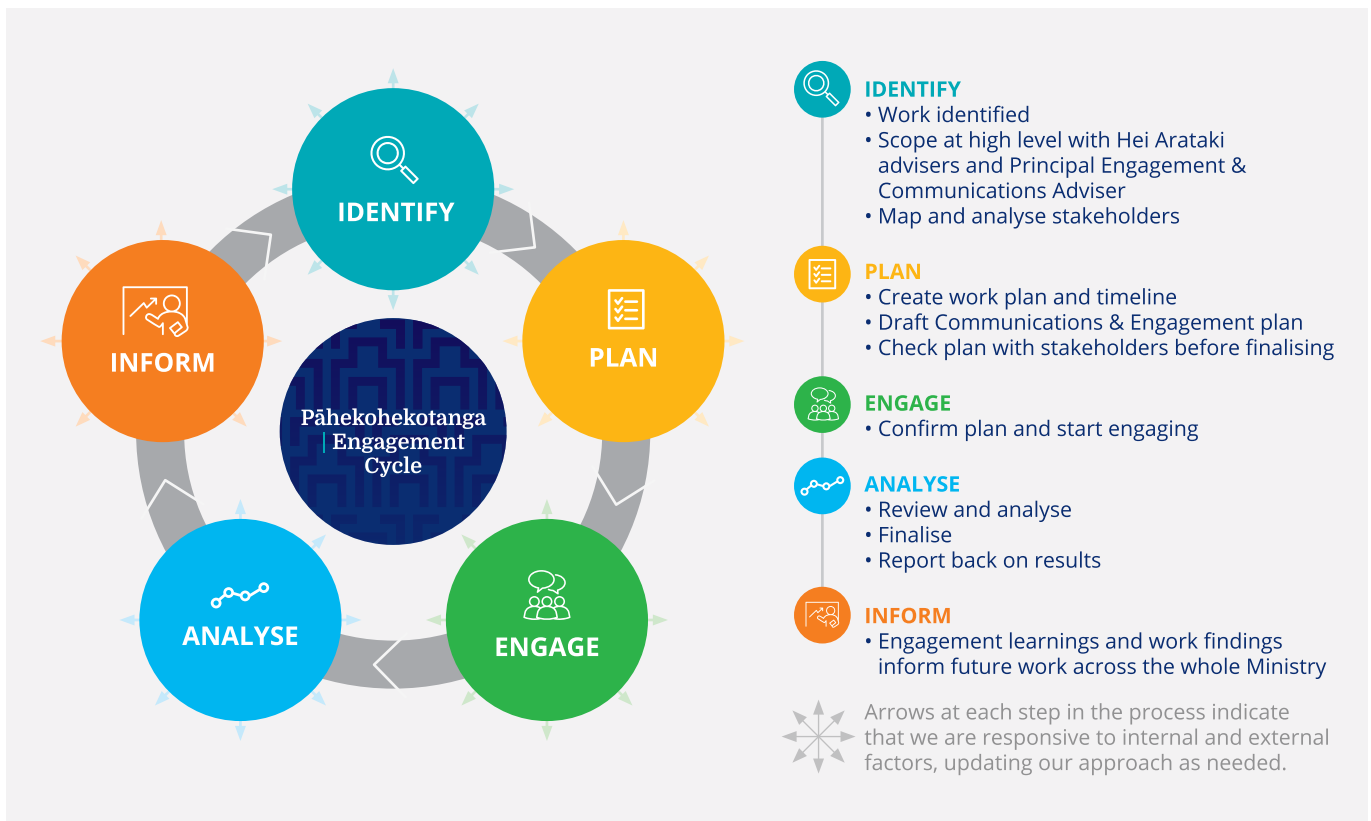 IDENTIFY
PLAN
ENGAGE
ANALYSE
INFORM
Pāhekohekotanga
| Engagement
Cycle
IDENTIFY
• Work identified
• Scope at high level with Hei Arataki
advisers and Principal Engagement &
Communications Adviser
• Map and analyse stakeholders
PLAN
• Create work plan and timeline
• Draft Communications & Engagement plan
• Check plan with stakeholders before finalising
ENGAGE
• Confirm plan and start engaging
ANALYSE
• Review and analyse
• Finalise
• Report back on results
INFORM
• Engagement learnings and work findings
inform future work across the whole Ministry
Arrows at each step in the process indicate
that we are responsive to internal and external
factors, updating our approach as needed.